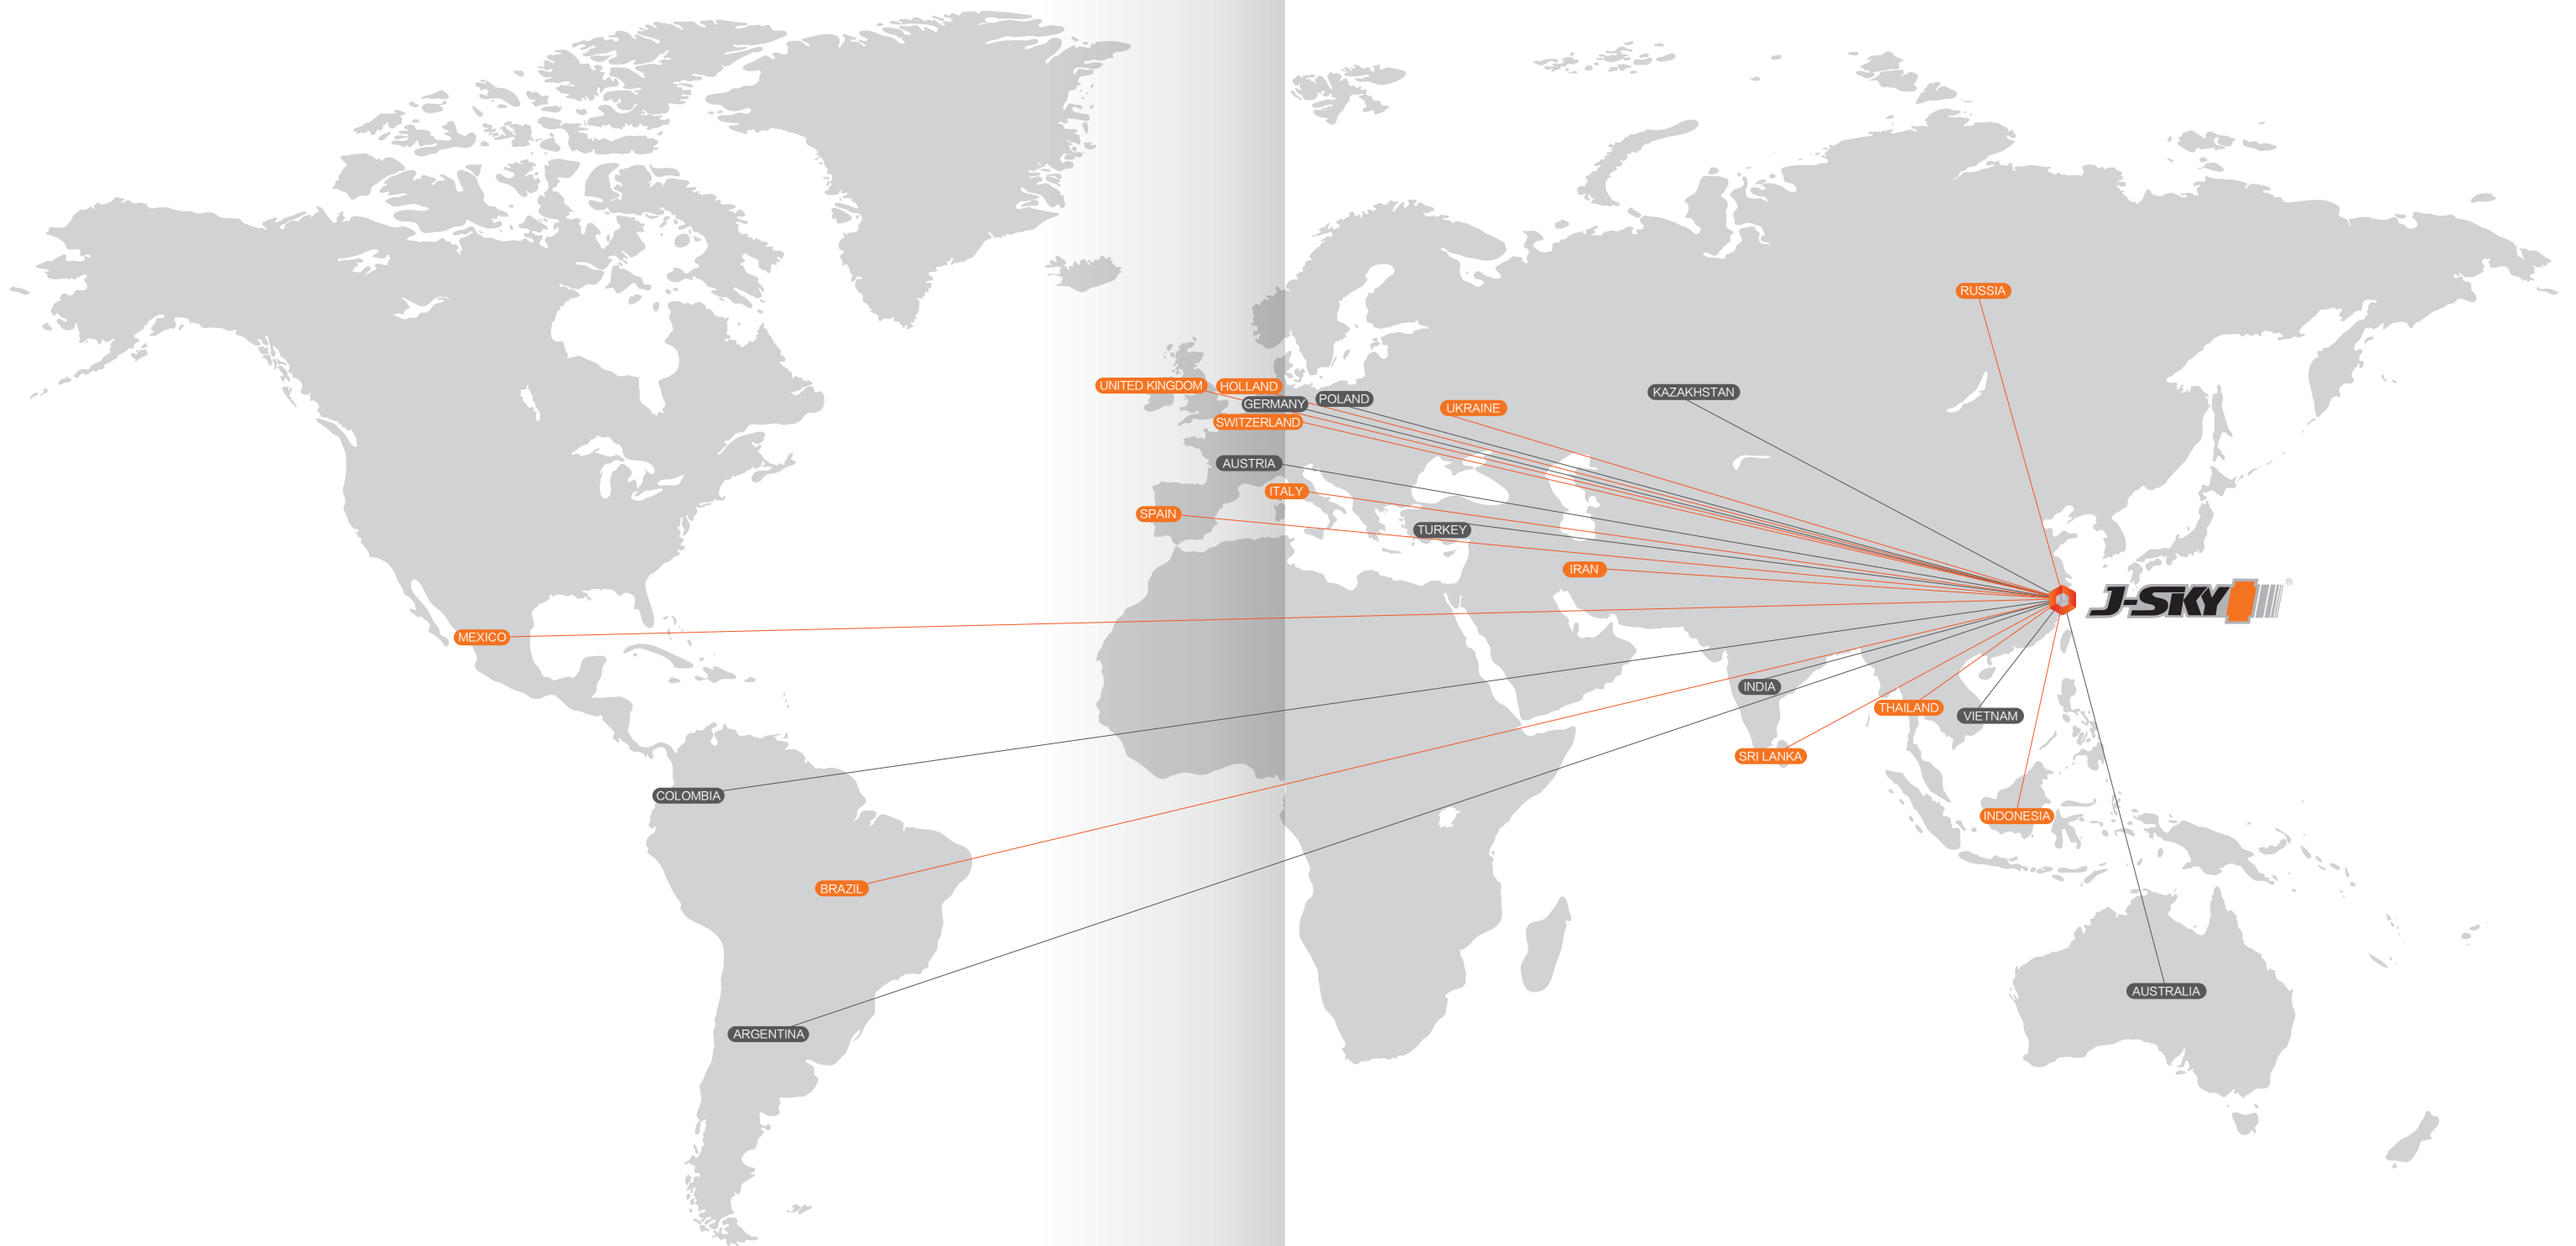 RUSSIA
UNITED KINGDOM
HOLLAND
KAZAKHSTAN
POLAND
GERMANY
UKRAINE
SWITZERLAND
AUSTRIA
ITALY
SPAIN
TURKEY
IRAN
J-SKY ®
MEXICO
INDIA
THAILAND
VIETNAM
SRI LANKA
COLOMBIA
INDONESIA
BRAZIL
AUSTRALIA
ARGENTINA